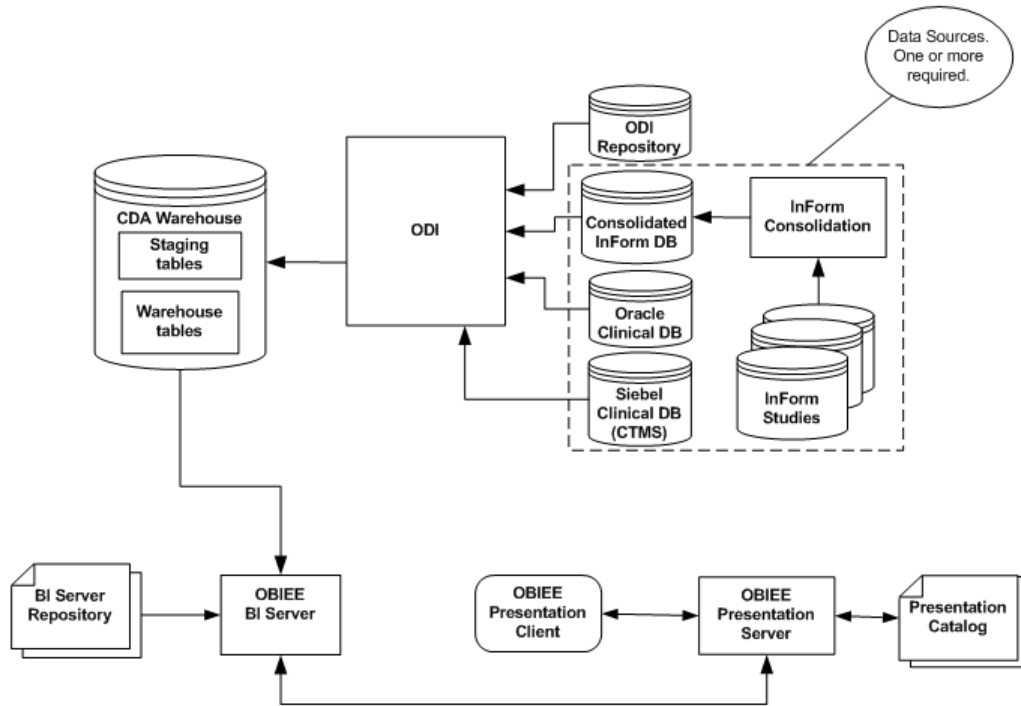 Data Sources.
One or more
required.
ODI
Repository
CDA Warehouse
Staging
tables
Warehouse
tables
ODI
Consolidated
InForm DB
InForm
Consolidation
Oracle
Clinical DB
Siebel
Clinical DB
(CTMS)
InForm
Studies
BI Server
Repository
OBIEE
BI Server
OBIEE
Presentation
Client
OBIEE
Presentation
Server
Presentation
Catalog